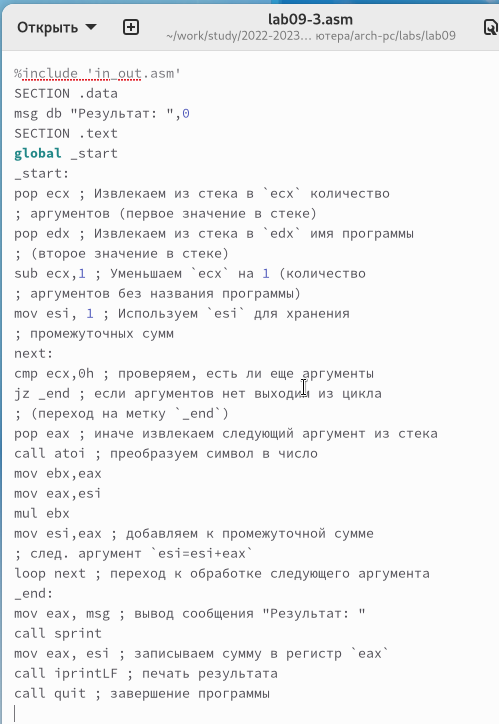 Открыть
lab09-3.asm
~/work/study/2022-2023... ютера/arch-pc/labs/lab09
%include 'in_out.asm'
SECTION .data
msg db "Результат: ",0
SECTION .text
global _start
_start:
pop ecx ; Извлекаем из стека в `ecx` количество
; аргументов (первое значение в стеке)
pop edx ; Извлекаем из стека в `edx` имя программы
; (второе значение в стеке)
sub ecx,1 ; Уменьшаем `ecx` на 1 (количество
; аргументов без названия программы)
mov esi, 1 ; Используем `esi` для хранения
; промежуточных сумм
next:
cmp ecx,0h ; проверяем, есть ли еще аргументы
jz _end ; если аргументов нет выходим из цикла
; (переход на метку `_end`)
pop eax ; иначе извлекаем следующий аргумент из стека
call atoi ; преобразуем символ в число
mov ebx,eax
mov eax,esi
mul ebx
mov esi,eax ; добавляем к промежуточной сумме
; след. аргумент `esi=esi+eax`
loop next ; переход к обработке следующего аргумента
_end:
mov eax, msg ; вывод сообщения "Результат: "
call sprint
mov eax, esi ; записываем сумму в регистр `eax`
call iprintLF ; печать результата
call quit ; завершение программы